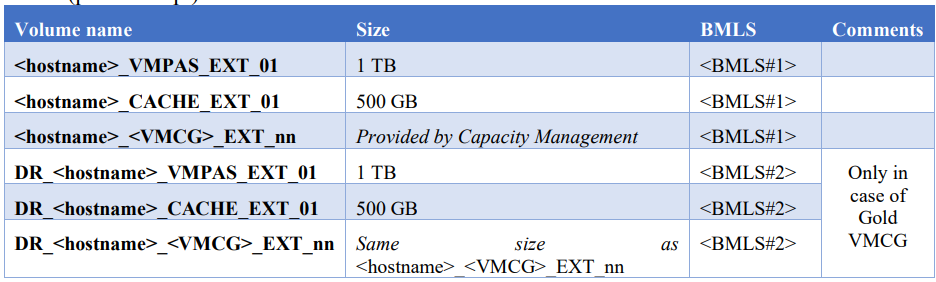 Volume name Size BMLS Comments
<hostname>_VMPAS_EXT_01 1 TB <BMLS#1>
<hostname>_CACHE_EXT_01 500 GB <BMLS#1>
<hostname>_<VMCG>_EXT_nn Provided by Capacity Management <BMLS#1>
DR_<hostname>_VMPAS_EXT_01 1 TB <BMLS#2>
DR_<hostname>_CACHE_EXT_01 500 GB <BMLS#2>
DR_<hostname>_<VMCG>_EXT_nn Same size as <BMLS#2>
<hostname>_<VMCG>_EXT_nn
Only in
case of
Gold
VMCG